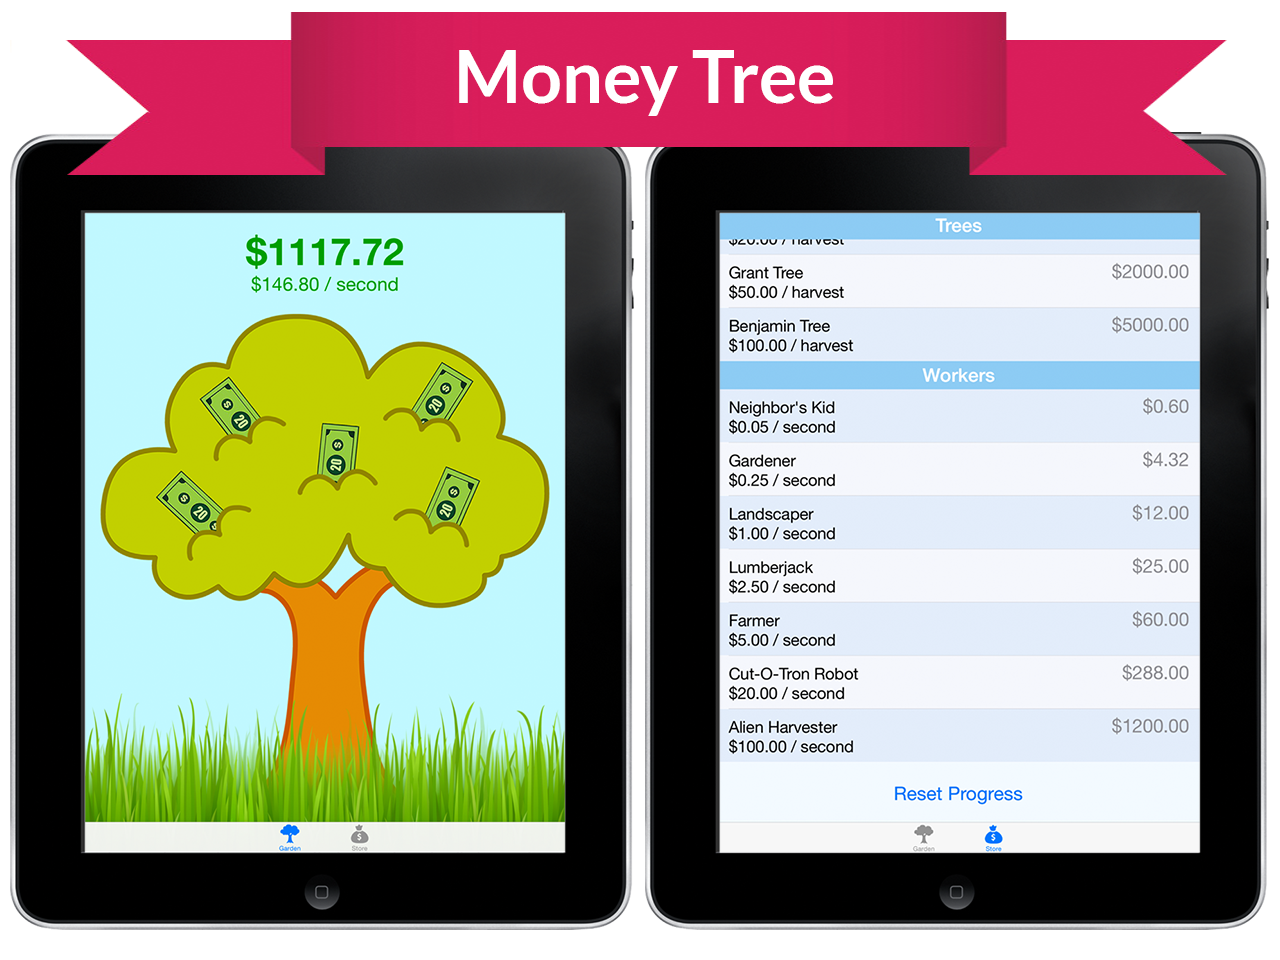 Money Tree
$1117.72
$146.80 / second
20 $
20 $
20 $
$ 20 $
20 $
Garden
Store
Trees
$20.00 / harvest
Grant Tree
$2000.00
$50.00 / harvest
Benjamin Tree
$5000.00
$100.00 / harvest
Workers
Neighbor's Kid
$0.60
$0.05 / second
Gardener
$4.32
$0.25 / second
Landscaper
$12.00
$1.00 / second
Lumberjack
$25.00
$2.50 / second
Farmer
$60.00
$5.00 / second
Cut-O-Tron Robot
$288.00
$20.00 / second
Alien Harvester
$1200.00
$100.00 / second
Reset Progress
Garden
$
Store